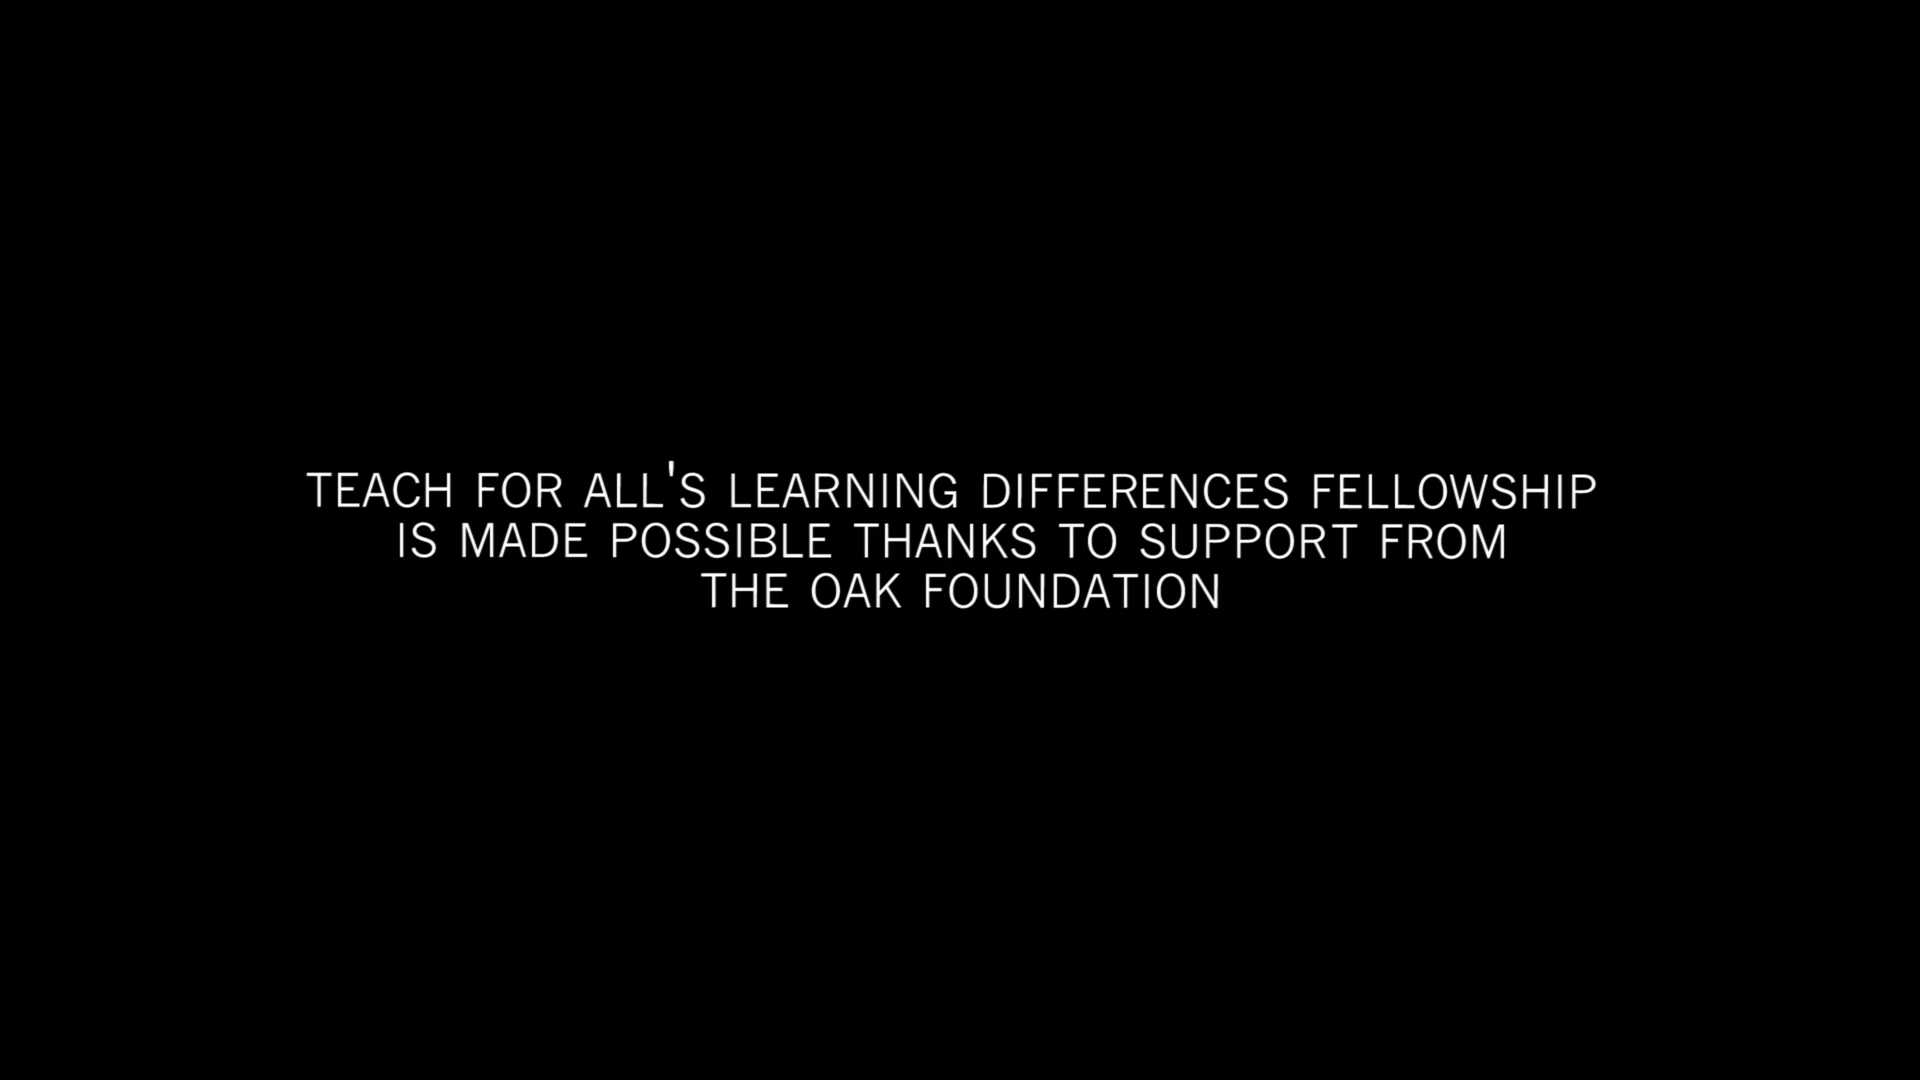 TEACH FOR ALL'S LEARNING DIFFERENCES FELLOWSHIP
IS MADE POSSIBLE THANKS TO SUPPORT FROM
THE OAK FOUNDATION